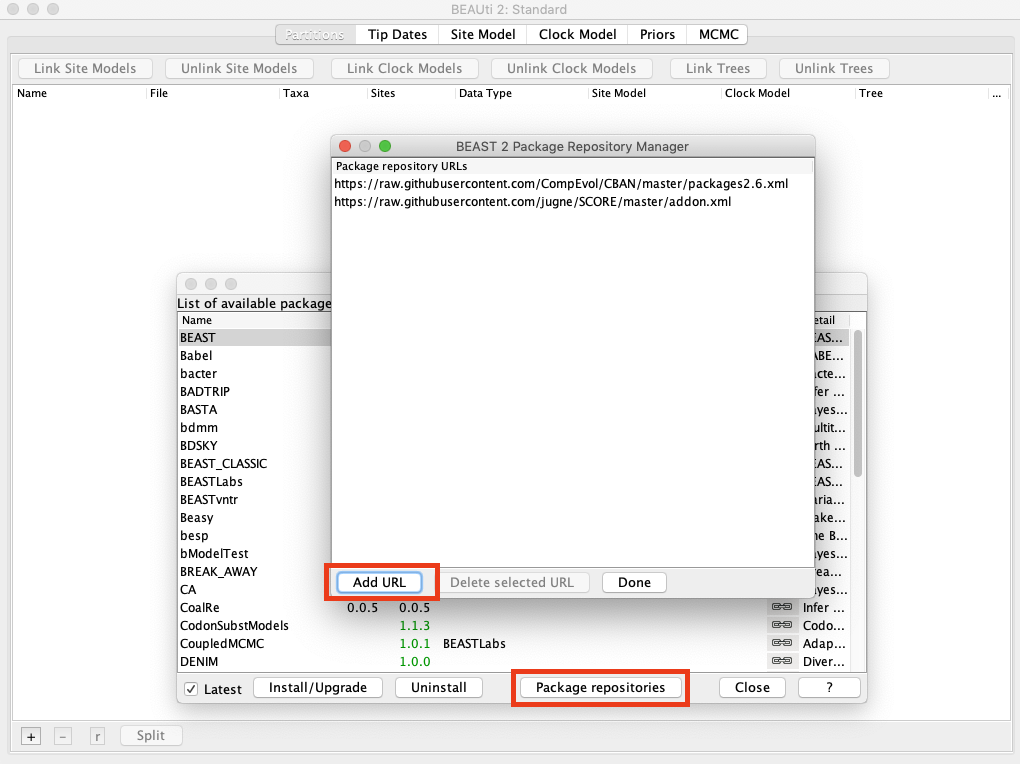 BEAUti 2: Standard
Partitions Tip Dates Site Model Clock Model Priors MCMC
Link Site Models Unlink Site Models Link Clock Models Unlink Clock Models Link Trees Unlink Trees
Name File Taxa Sites Data Type Site Model Clock Model Tree ...
BEAST 2 Package Repository Manager
Package repository URLs
https://raw.githubusercontent.com/CompEvol/CBAN/master/packages2.6.xml
https://raw.githubusercontent.com/jugne/SCORE/master/addon.xml
List of available package
Name etail
BEAST EAS...
Babel ABE...
bacter acte...
BADTRIP nfer ...
BASTA ayes...
bdmm ultit...
BDSKY rth ...
BEAST_CLASSIC EAS...
BEASTLabs EAS...
BEASTvntr aria...
Beasy ake...
besp he B...
bModelTest ayes...
BREAK_AWAY rea...
CA ayes...
Add URL Delete selected URL Done
CoalRe 0.0.5 0.0.5 Infer ...
CodonSubstModels 1.1.3 Codo...
CoupledMCMC 1.0.1 BEASTLabs Adap...
DENIM 1.0.0 Diver...
Latest Install/Upgrade Uninstall Package repositories Close ?
+ - r Split